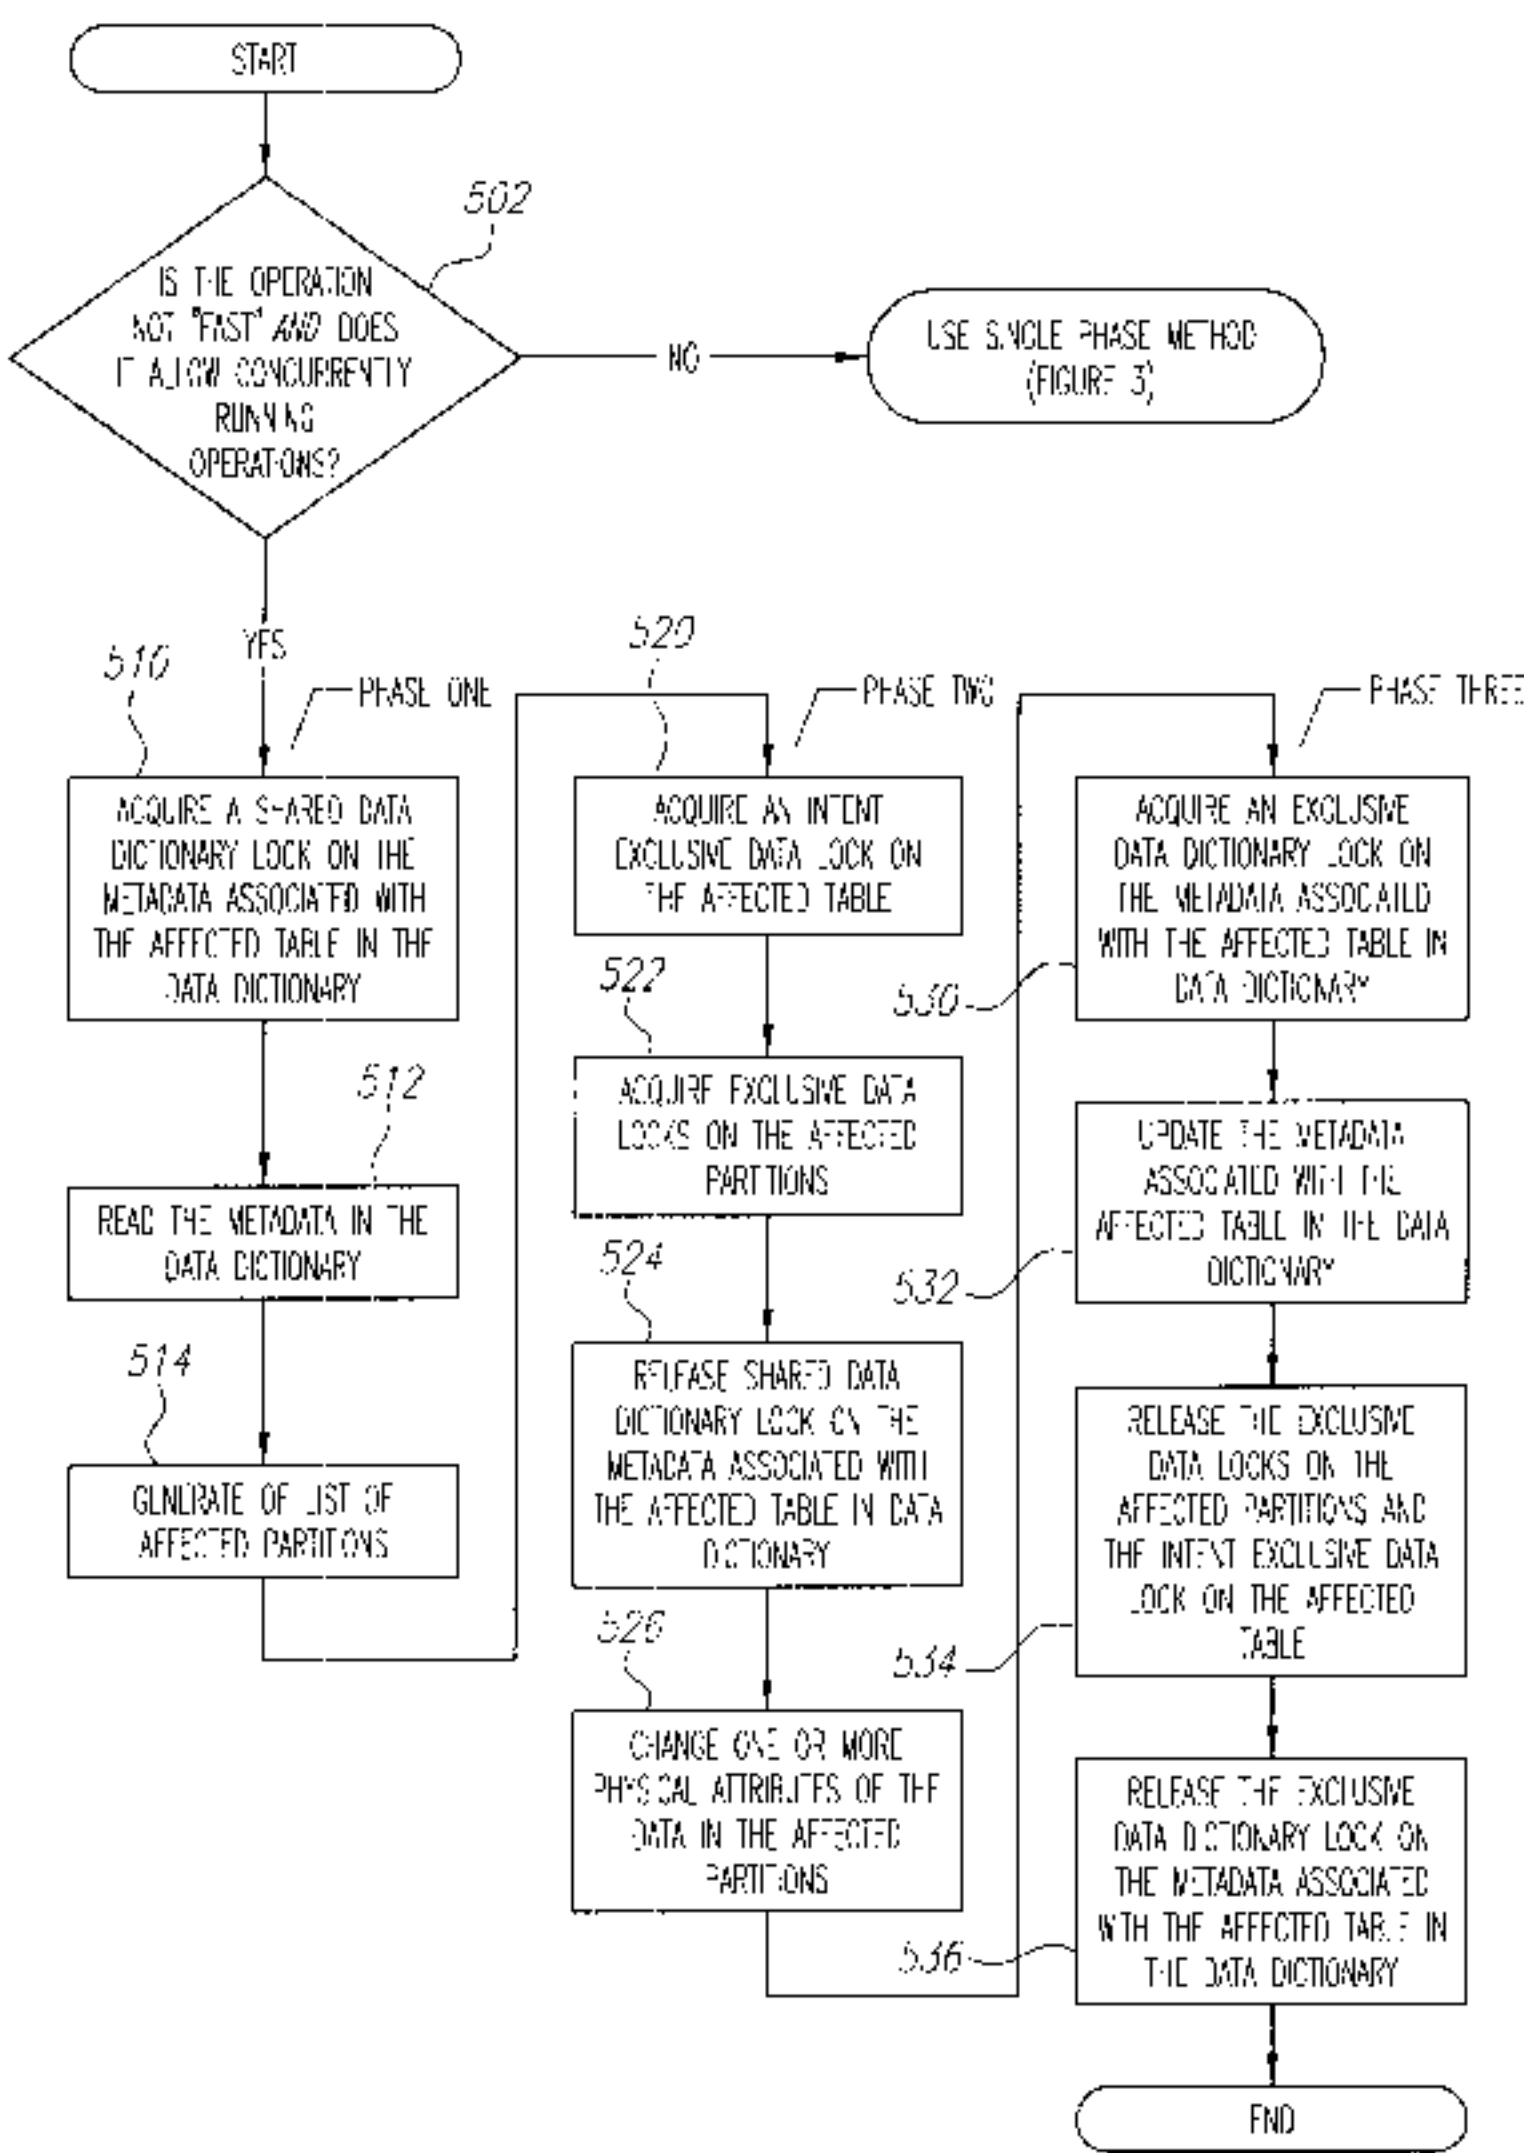 START
502
IS THE OPERATION
NOT "FAST" AND DOES
IT ALLOW CONCURRENTLY
RUNNING
OPERATIONS?
NO
USE SINGLE PHASE METHOD
(FIGURE 3)
YES
510
PHASE ONE
ACQUIRE A SHARED DATA
DICTIONARY LOCK ON THE
METADATA ASSOCIATED WITH
THE AFFECTED TABLE IN THE
DATA DICTIONARY
512
READ THE METADATA IN THE
DATA DICTIONARY
514
GENERATE OF LIST OF
AFFECTED PARTITIONS
520
PHASE TWO
ACQUIRE AN INTENT
EXCLUSIVE DATA LOCK ON
THE AFFECTED TABLE
522
ACQUIRE EXCLUSIVE DATA
LOCKS ON THE AFFECTED
PARTITIONS
524
RELEASE SHARED DATA
DICTIONARY LOCK ON THE
METADATA ASSOCIATED WITH
THE AFFECTED TABLE IN DATA
DICTIONARY
526
CHANGE ONE OR MORE
PHYSICAL ATTRIBUTES OF THE
DATA IN THE AFFECTED
PARTITIONS
PHASE THREE
ACQUIRE AN EXCLUSIVE
DATA DICTIONARY LOCK ON
THE METADATA ASSOCIATED
WITH THE AFFECTED TABLE IN
DATA DICTIONARY
530
UPDATE THE METADATA
ASSOCIATED WITH THE
AFFECTED TABLE IN THE DATA
DICTIONARY
532
RELEASE THE EXCLUSIVE
DATA LOCKS ON THE
AFFECTED PARTITIONS AND
THE INTENT EXCLUSIVE DATA
LOCK ON THE AFFECTED
TABLE
534
RELEASE THE EXCLUSIVE
DATA DICTIONARY LOCK ON
THE METADATA ASSOCIATED
WITH THE AFFECTED TABLE IN
THE DATA DICTIONARY
536
END